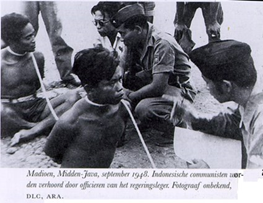 Madioen, Midden-Java, september 1948. Indonesische communisten wor-
den verhoord door officieren van het regeringsleger. Fotograaf onbekend,
DLC, ARA.